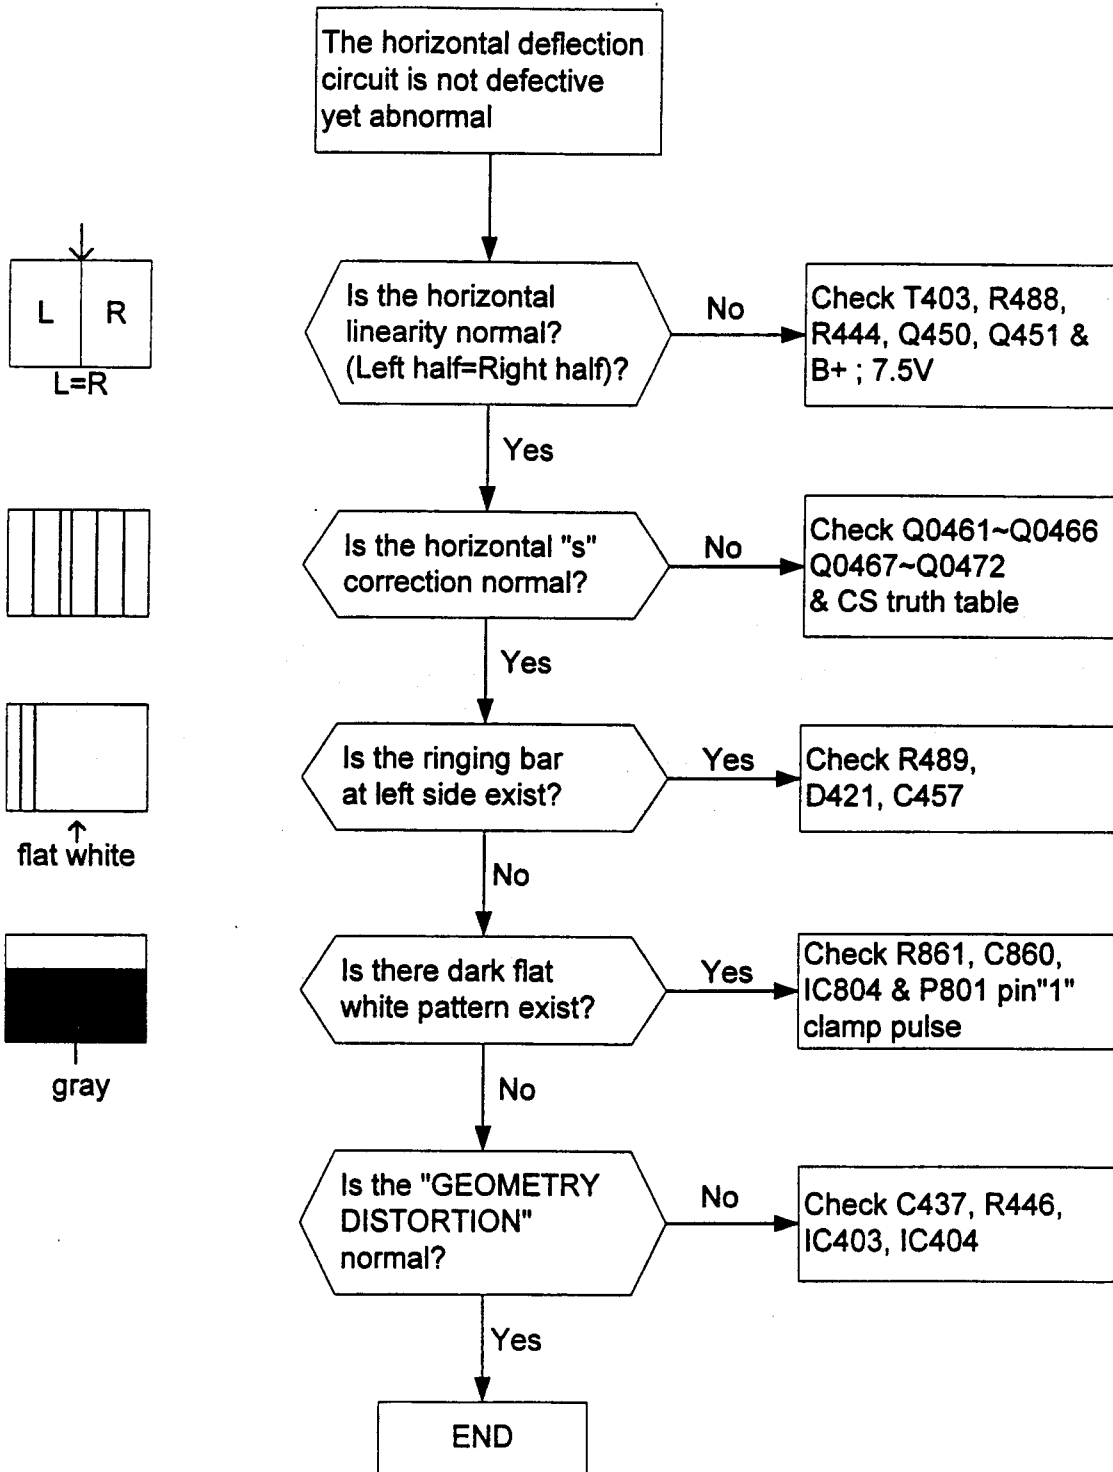 The horizontal deflection
circuit is not defective
yet abnormal
L
R
L=R
Is the horizontal
linearity normal?
(Left half=Right half)?
No
Check T403, R488,
R444, Q450, Q451 &
B+ ; 7.5V
Yes
Is the horizontal "s"
correction normal?
No
Check Q0461~Q0466
Q0467~Q0472
& CS truth table
Yes
flat white
Is the ringing bar
at left side exist?
Yes
Check R489,
D421, C457
No
gray
Is there dark flat
white pattern exist?
Yes
Check R861, C860,
IC804 & P801 pin"1"
clamp pulse
No
Is the "GEOMETRY
DISTORTION"
normal?
No
Check C437, R446,
IC403, IC404
Yes
END